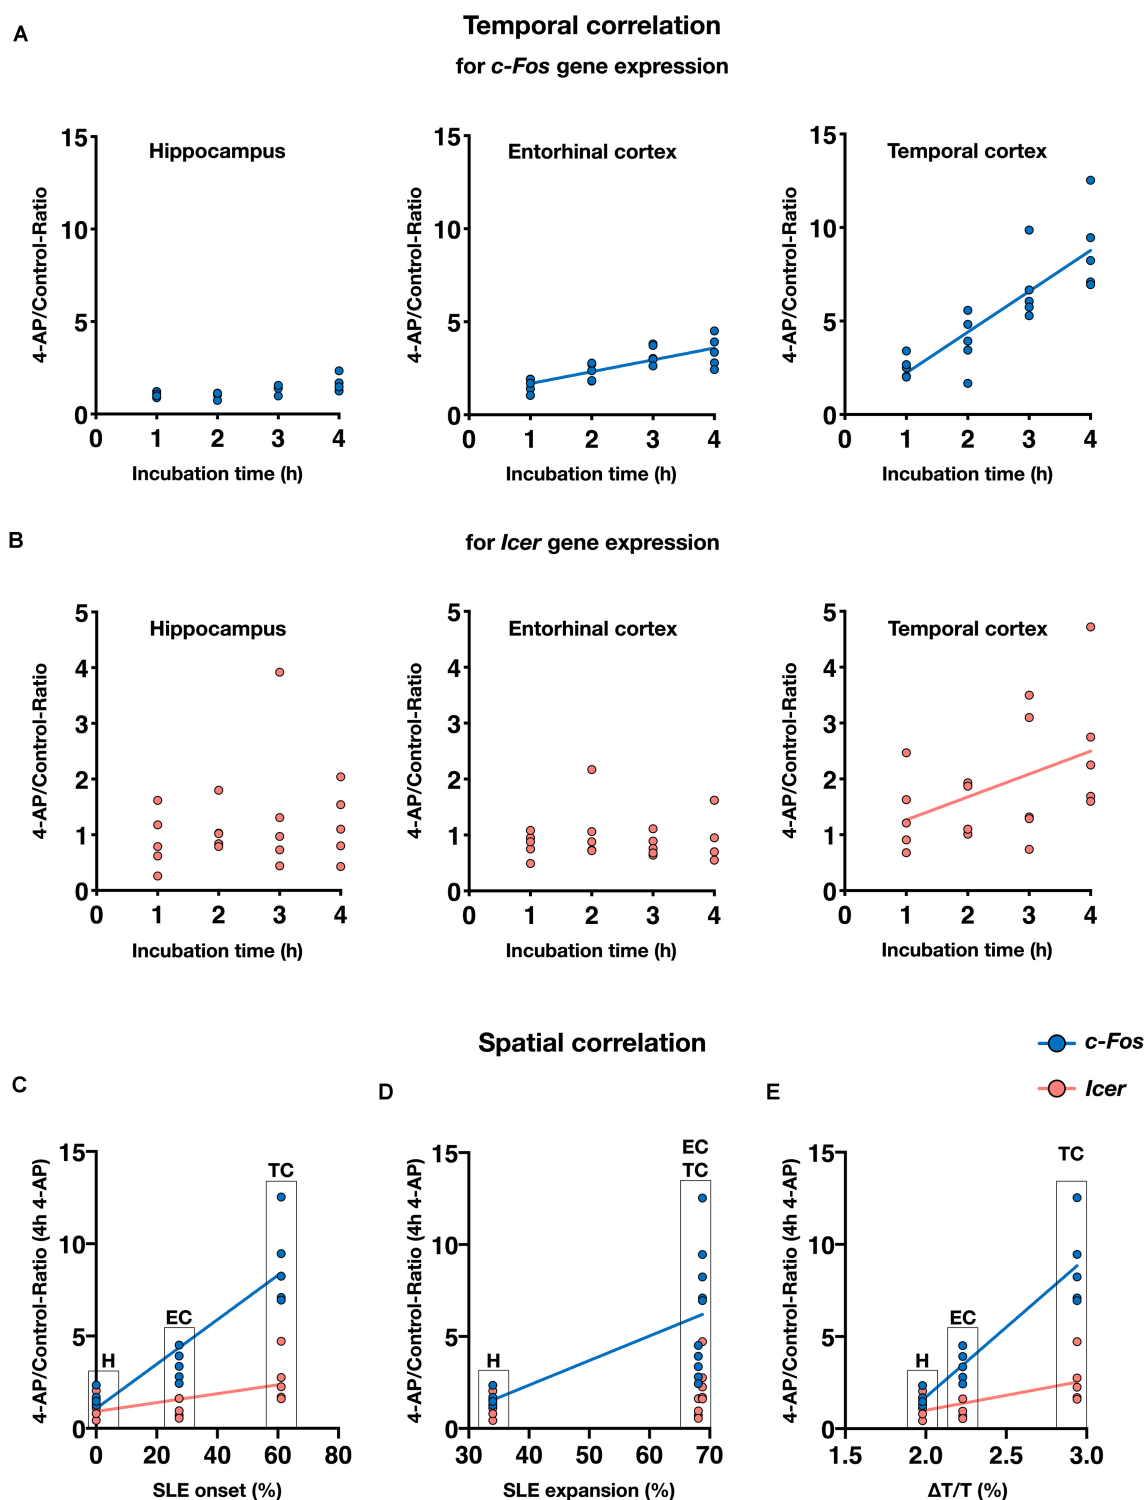 A
Temporal correlation
for c-Fos gene expression
Hippocampus
Entorhinal cortex
Temporal cortex
4-AP/Control-Ratio
15
10
5
0
0 1 2 3 4
Incubation time (h)
4-AP/Control-Ratio
15
10
5
0
0 1 2 3 4
Incubation time (h)
4-AP/Control-Ratio
15
10
5
0
0 1 2 3 4
Incubation time (h)
B
for Icer gene expression
Hippocampus
Entorhinal cortex
Temporal cortex
4-AP/Control-Ratio
5
4
3
2
1
0
0 1 2 3 4
Incubation time (h)
4-AP/Control-Ratio
5
4
3
2
1
0
0 1 2 3 4
Incubation time (h)
4-AP/Control-Ratio
5
4
3
2
1
0
0 1 2 3 4
Incubation time (h)
Spatial correlation
c-Fos
Icer
C
4-AP/Control-Ratio (4h 4-AP)
15
10
5
0
H
EC
TC
0 20 40 60 80
SLE onset (%)
D
4-AP/Control-Ratio (4h 4-AP)
15
10
5
0
H
EC
TC
30 40 50 60 70
SLE expansion (%)
E
4-AP/Control-Ratio (4h 4-AP)
15
10
5
0
H
EC
TC
1.5 2.0 2.5 3.0
ΔT/T (%)